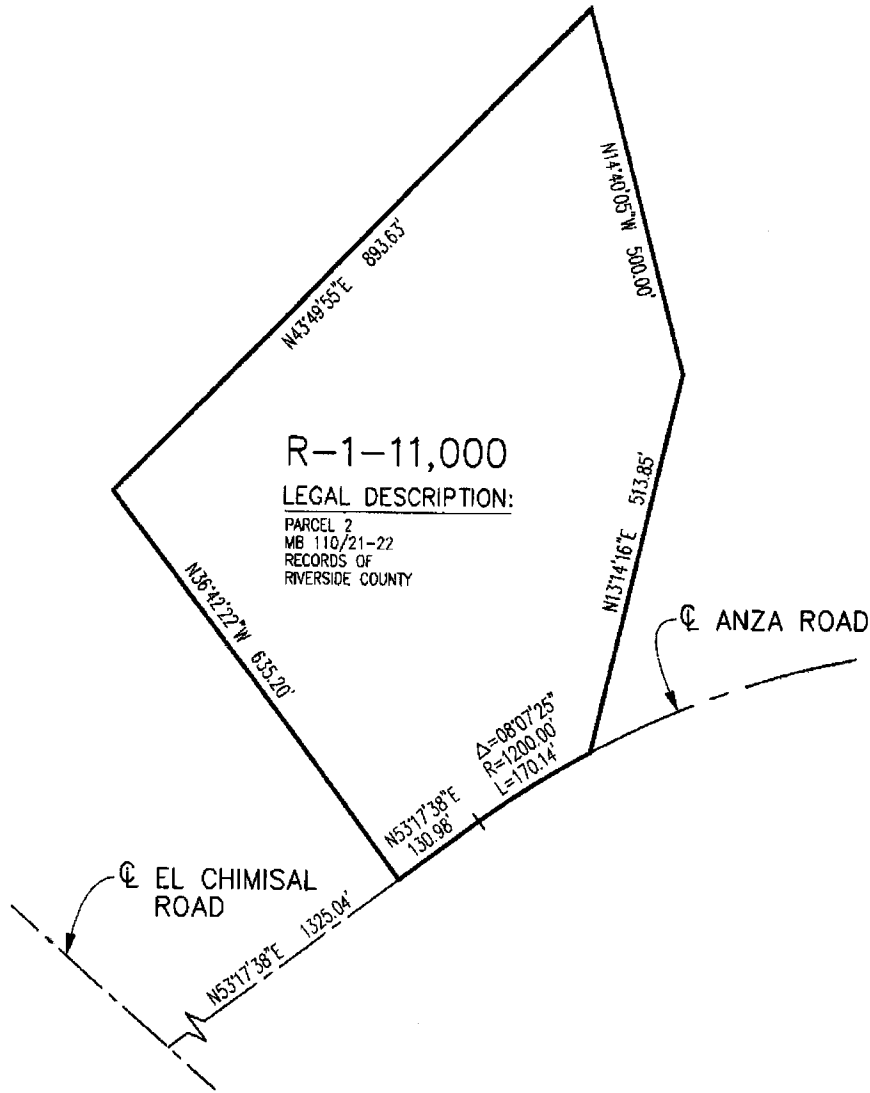 N14°40'05"W 500.00'
N43°49'55"E 893.63'
R-1-11,000
LEGAL DESCRIPTION:
PARCEL 2
MB 110/21-22
RECORDS OF
RIVERSIDE COUNTY
N13°14'16"E 513.85'
N36°42'22"W 635.20'
℄ ANZA ROAD
Δ=08°07'25"
R=1200.00'
L=170.14'
N53°17'38"E
130.98'
℄ EL CHIMISAL
ROAD
N53°17'38"E 1325.04'